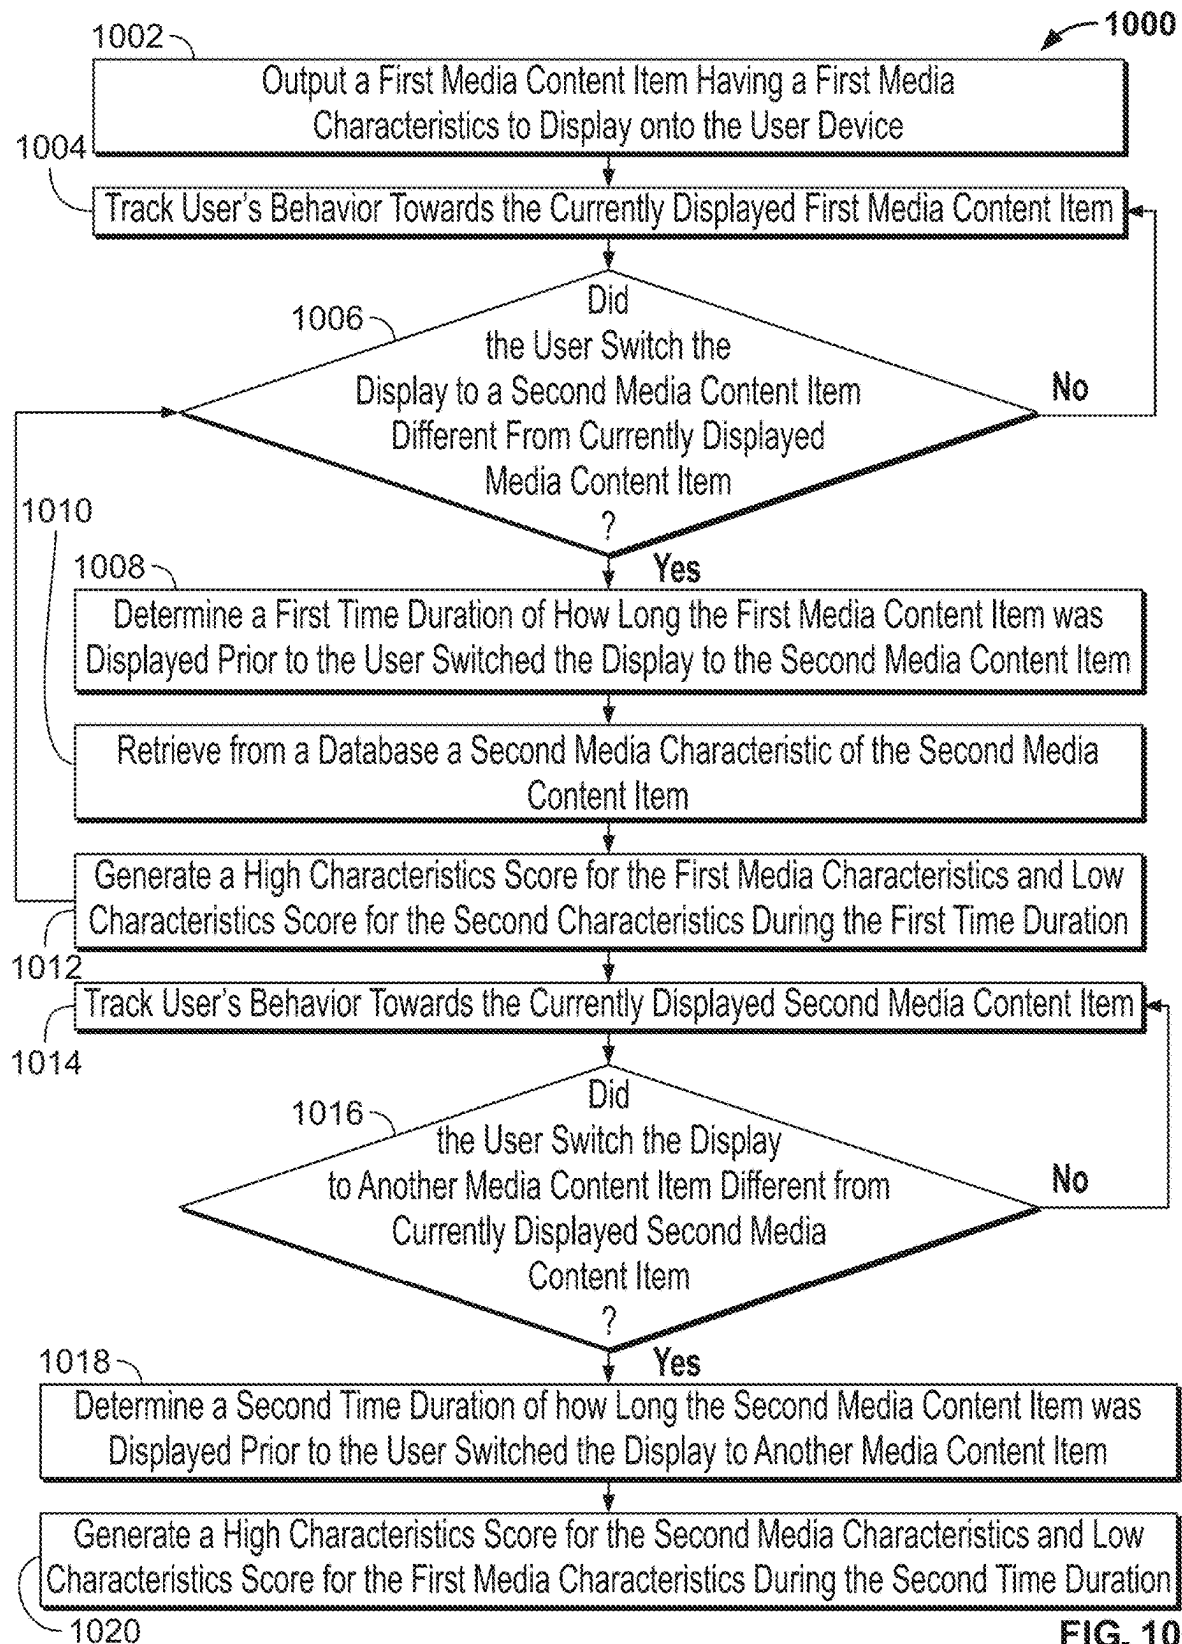 1000
1002
Output a First Media Content Item Having a First Media
Characteristics to Display onto the User Device
1004
Track User's Behavior Towards the Currently Displayed First Media Content Item
1006
Did
the User Switch the
Display to a Second Media Content Item
Different From Currently Displayed
Media Content Item
?
No
Yes
1008
Determine a First Time Duration of How Long the First Media Content Item was
Displayed Prior to the User Switched the Display to the Second Media Content Item
1010
Retrieve from a Database a Second Media Characteristic of the Second Media
Content Item
Generate a High Characteristics Score for the First Media Characteristics and Low
Characteristics Score for the Second Characteristics During the First Time Duration
1012
Track User's Behavior Towards the Currently Displayed Second Media Content Item
1014
1016
Did
the User Switch the Display
to Another Media Content Item Different from
Currently Displayed Second Media
Content Item
?
No
Yes
1018
Determine a Second Time Duration of how Long the Second Media Content Item was
Displayed Prior to the User Switched the Display to Another Media Content Item
Generate a High Characteristics Score for the Second Media Characteristics and Low
Characteristics Score for the First Media Characteristics During the Second Time Duration
1020
FIG. 10